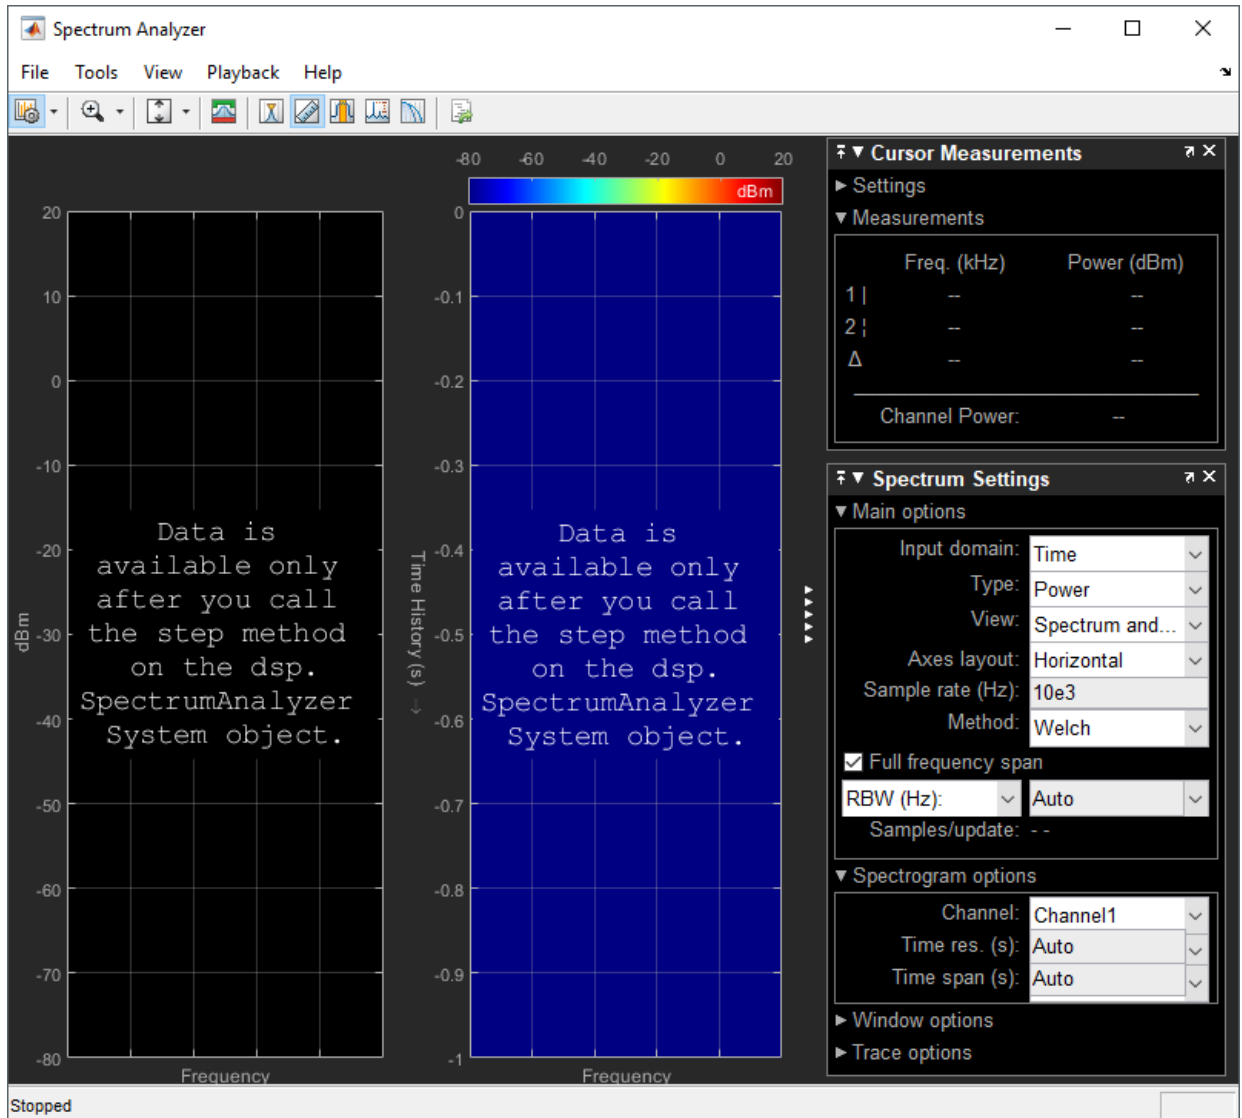 Spectrum Analyzer
File Tools View Playback Help
-80 -60 -40 -20 0 20
dBm
20
10
0
-10
-20
-30
-40
-50
-60
-70
-80
dBm
Data is
available only
after you call
the step method
on the dsp.
SpectrumAnalyzer
System object.
Frequency
0
-0.1
-0.2
-0.3
-0.4
-0.5
-0.6
-0.7
-0.8
-0.9
-1
Time History (s) →
Data is
available only
after you call
the step method
on the dsp.
SpectrumAnalyzer
System object.
Frequency
Cursor Measurements
Settings
Measurements
Freq. (kHz) Power (dBm)
1 | -- --
2 ¦ -- --
Δ -- --
Channel Power: --
Spectrum Settings
Main options
Input domain: Time
Type: Power
View: Spectrum and...
Axes layout: Horizontal
Sample rate (Hz): 10e3
Method: Welch
Full frequency span
RBW (Hz): Auto
Samples/update: - -
Spectrogram options
Channel: Channel1
Time res. (s): Auto
Time span (s): Auto
Window options
Trace options
Stopped